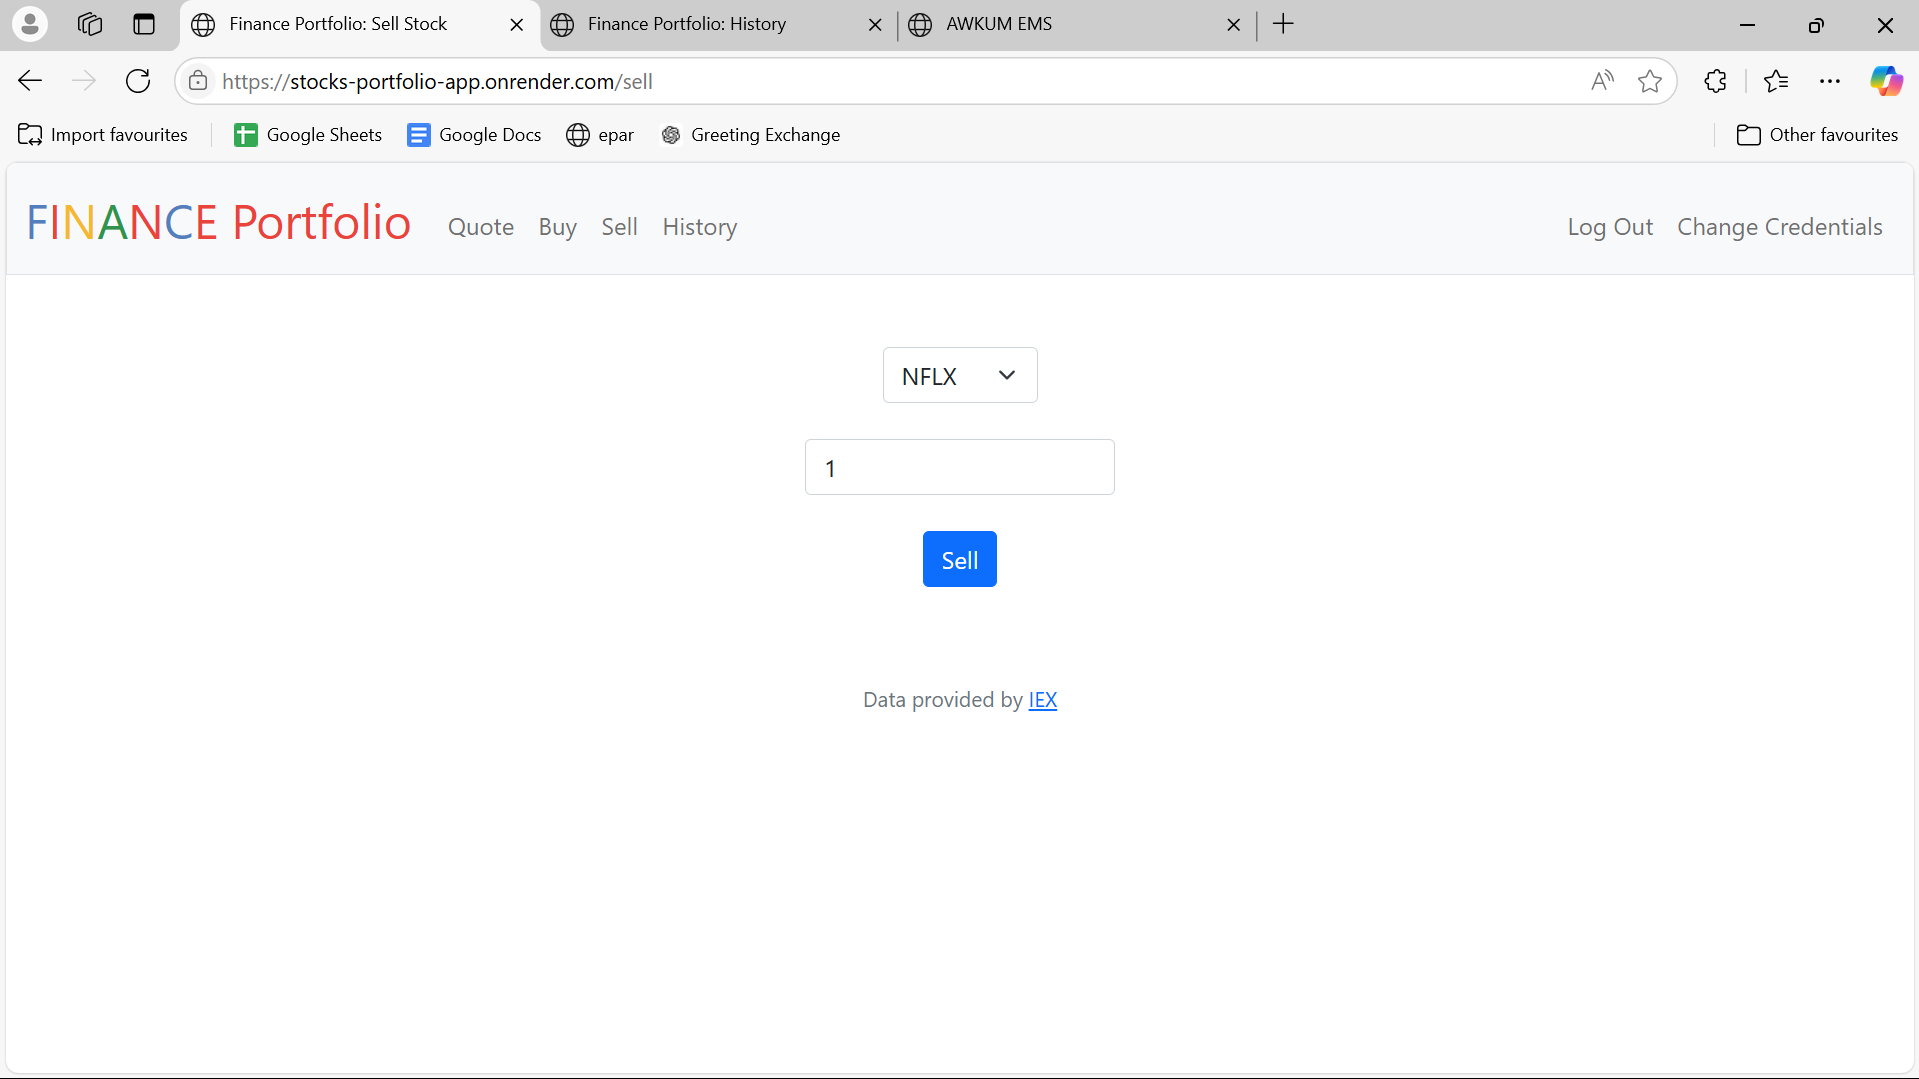 Finance Portfolio: Sell Stock
Finance Portfolio: History
AWKUM EMS
https://stocks-portfolio-app.onrender.com/sell
Import favourites
Google Sheets
Google Docs
epar
Greeting Exchange
Other favourites
FINANCE Portfolio
Quote
Buy
Sell
History
Log Out
Change Credentials
NFLX
1
Sell
Data provided by IEX